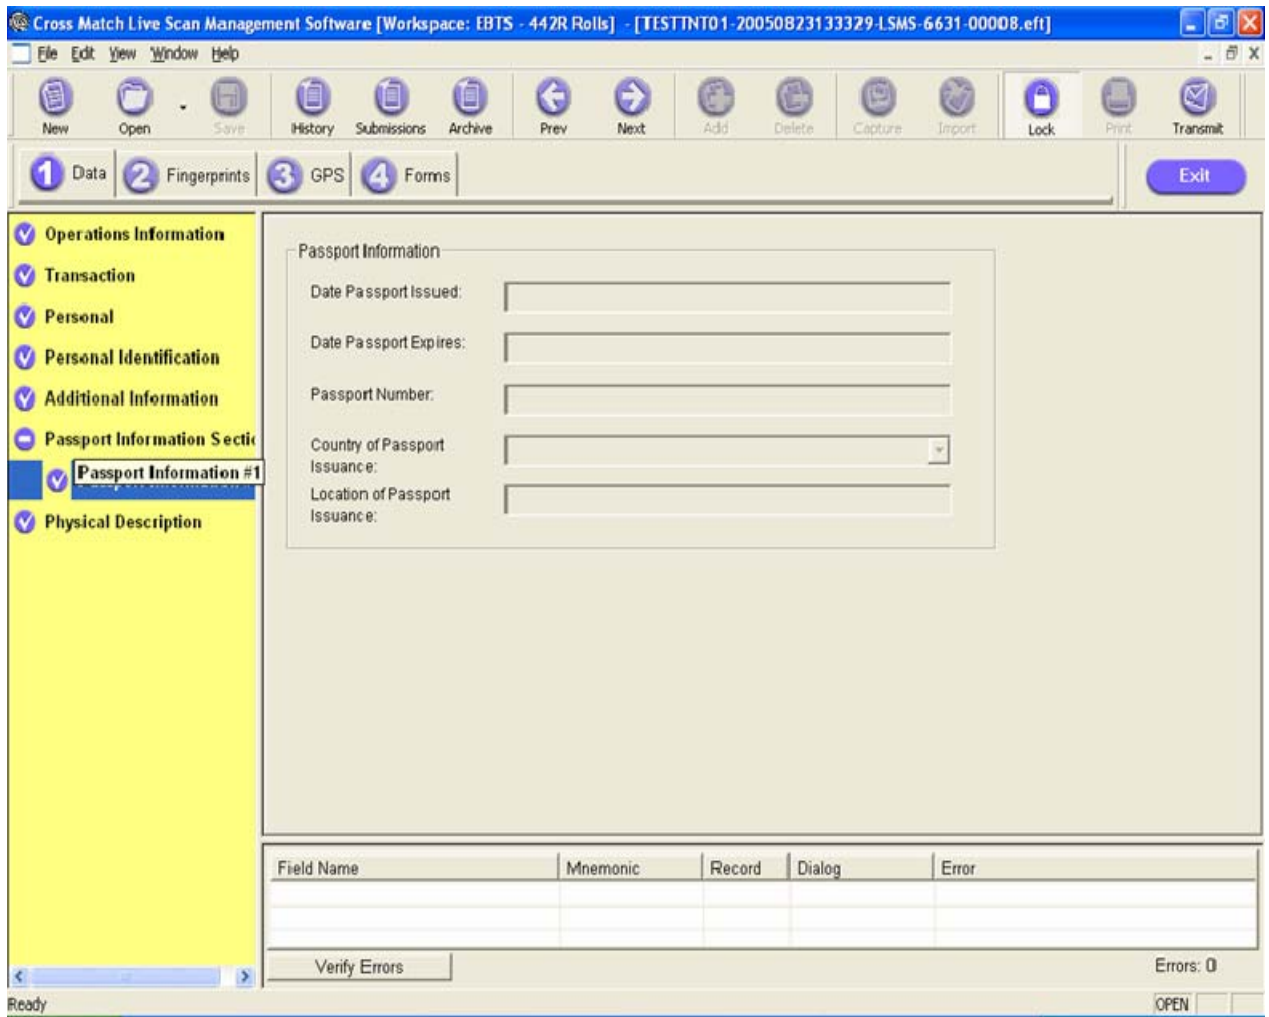 Cross Match Live Scan Management Software [Workspace: EBTS - 442R Rolls] - [TESTINT01-20050823133329-LSMS-6631-00008.eft]
File Edit View Window Help
New Open Save History Submissions Archive Prev Next Add Delete Capture Import Lock Print Transmit
1 Data 2 Fingerprints 3 GPS 4 Forms Exit
Operations Information
Transaction
Personal
Personal Identification
Additional Information
Passport Information Sectio
Passport Information #1
Physical Description
Passport Information
Date Passport Issued:
Date Passport Expires:
Passport Number:
Country of Passport
Issuance:
Location of Passport
Issuance:
Field Name Mnemonic Record Dialog Error
Verify Errors Errors: 0
Ready OPEN